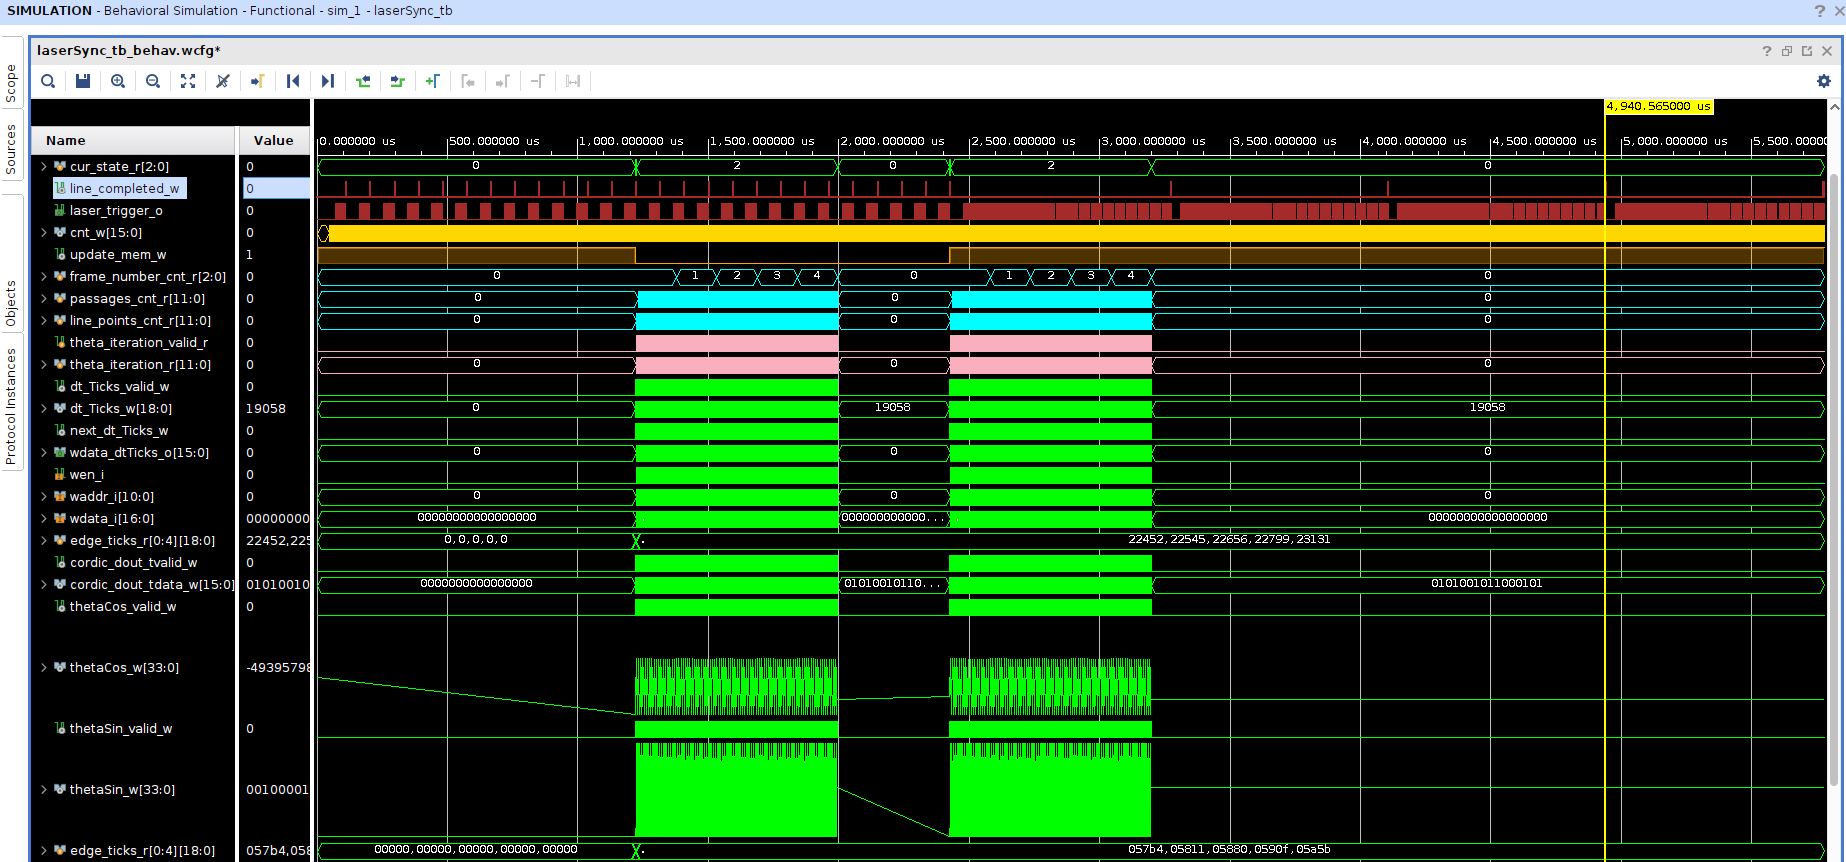 SIMULATION - Behavioral Simulation - Functional - sim_1 - laserSync_tb
laserSync_tb_behav.wcfg*
Scope
Sources
Objects
Protocol Instances
4,940.565000 us
Name Value
0.000000 us 500.000000 us 1,000.000000 us 1,500.000000 us 2,000.000000 us 2,500.000000 us 3,000.000000 us 3,500.000000 us 4,000.000000 us 4,500.000000 us 5,000.000000 us 5,500.00000
cur_state_r[2:0] 0 0 2 0 2 0
line_completed_w 0
laser_trigger_o 0
cnt_w[15:0] 0
update_mem_w 1
frame_number_cnt_r[2:0] 0 0 1 2 3 4 0 1 2 3 4 0
passages_cnt_r[11:0] 0 0 0 0
line_points_cnt_r[11:0] 0 0 0 0
theta_iteration_valid_r 0
theta_iteration_r[11:0] 0 0 0 0
dt_Ticks_valid_w 0
dt_Ticks_w[18:0] 19058 0 19058 19058
next_dt_Ticks_w 0
wdata_dtTicks_o[15:0] 0 0 0 0
wen_i 0
waddr_i[10:0] 0 0 0 0
wdata_i[16:0] 00000000 00000000000000000 000000000000... 00000000000000000
edge_ticks_r[0:4][18:0] 22452,225 0,0,0,0,0 22452,22545,22656,22799,23131
cordic_dout_tvalid_w 0
cordic_dout_tdata_w[15:0] 01010010 0000000000000000 01010010110... 0101001011000101
thetaCos_valid_w 0
thetaCos_w[33:0] -49395798
thetaSin_valid_w 0
thetaSin_w[33:0] 00100001
edge_ticks_r[0:4][18:0] 057b4,058 00000,00000,00000,00000,00000 057b4,05811,05880,0590f,05a5b